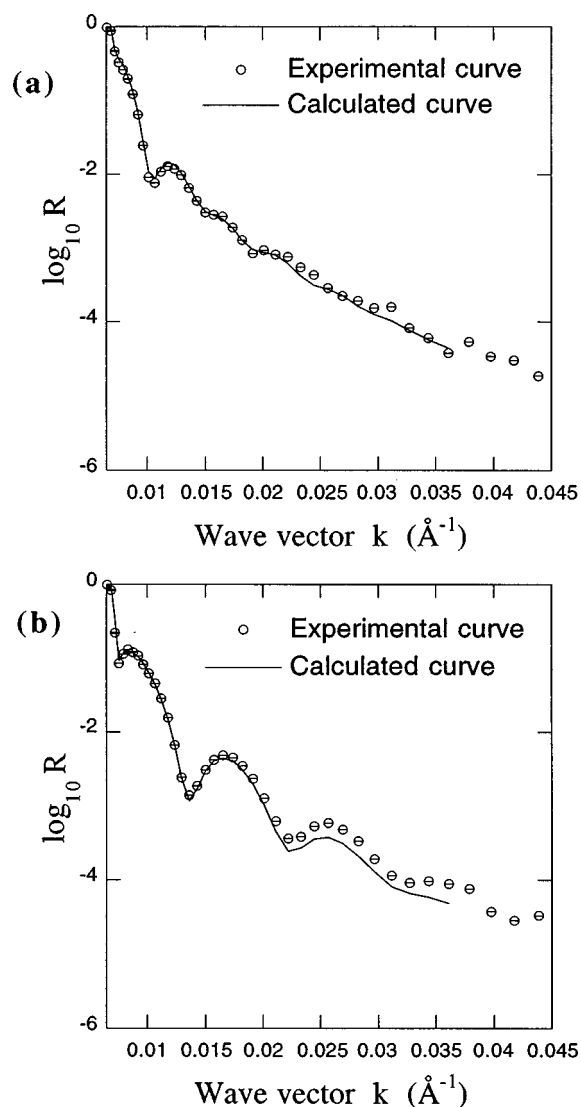 (a)
0
-2
-4
-6
log10 R
Experimental curve
Calculated curve
0.01 0.015 0.02 0.025 0.03 0.035 0.04 0.045
Wave vector k (Å-1)
(b)
0
-2
-4
-6
log10 R
Experimental curve
Calculated curve
0.01 0.015 0.02 0.025 0.03 0.035 0.04 0.045
Wave vector k (Å-1)